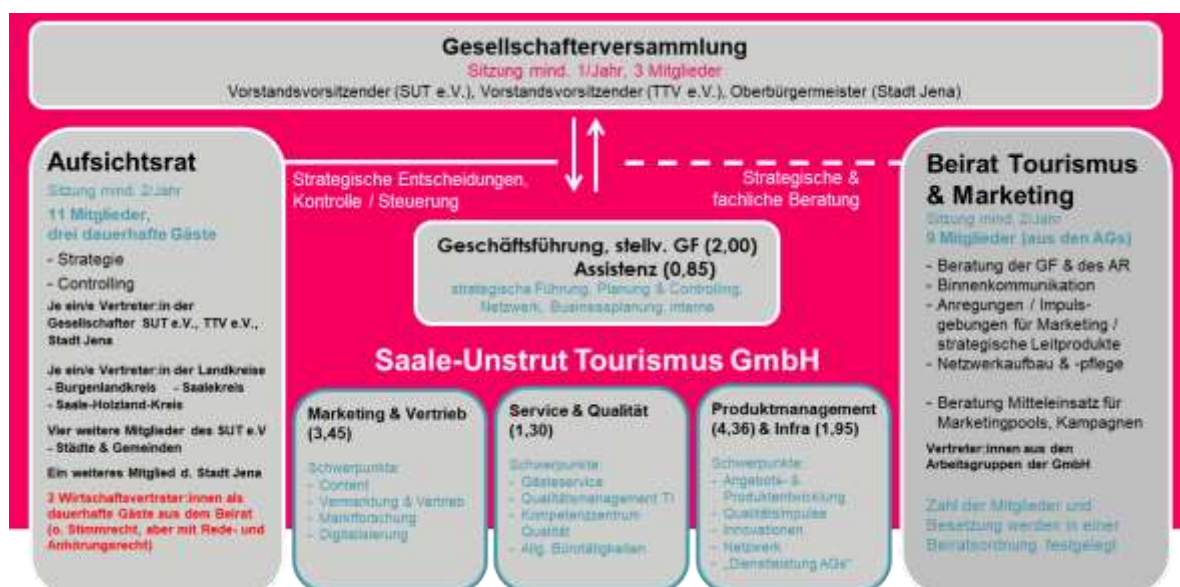 Gesellschafterversammlung
Sitzung mind. 1/Jahr, 3 Mitglieder
Vorstandsvorsitzender (SUT e.V.), Vorstandsvorsitzender (TTV e.V.), Oberbürgermeister (Stadt Jena)
Aufsichtsrat
Sitzung mind. 2/Jahr
11 Mitglieder,
drei dauerhafte Gäste
- Strategie
- Controlling
Je ein/e Vertreter:in der
Gesellschafter SUT e.V., TTV e.V.,
Stadt Jena
Je ein/e Vertreter:in der Landkreise
- Burgenlandkreis - Saalekreis
- Saale-Holzland-Kreis
Vier weitere Mitglieder des SUT e.V
- Städte & Gemeinden
Ein weiteres Mitglied d. Stadt Jena
3 Wirtschaftsvertreter:innen als
dauerhafte Gäste aus dem Beirat
(o. Stimmrecht, aber mit Rede- und
Anhörungsrecht)
Strategische Entscheidungen,
Kontrolle / Steuerung
Strategische &
fachliche Beratung
Geschäftsführung, stellv. GF (2,00)
Assistenz (0,85)
strategische Führung, Planung & Controlling,
Netzwerk, Businessplanung, interne
Saale-Unstrut Tourismus GmbH
Marketing & Vertrieb
(3,45)
Schwerpunkte:
- Content
- Vermarktung & Vertrieb
- Marktforschung
- Digitalisierung
Service & Qualität
(1,30)
Schwerpunkte:
- Gästeservice
- Qualitätsmanagement TI
- Kompetenzzentrum
Qualität
- Allg. Bürotätigkeiten
Produktmanagement
(4,36) & Infra (1,95)
Schwerpunkte:
- Angebots- &
Produktentwicklung
- Qualitätsimpulse
- Innovationen
- Netzwerk
- „Dienstleistung AGs“
Beirat Tourismus
& Marketing
Sitzung mind. 2/Jahr
9 Mitglieder (aus den AGs)
- Beratung der GF & des AR
- Binnenkommunikation
- Anregungen / Impuls-
gebungen für Marketing /
strategische Leitprodukte
- Netzwerkaufbau & -pflege
- Beratung Mitteleinsatz für
Marketingpools, Kampagnen
Vertreter:innen aus den
Arbeitsgruppen der GmbH
Zahl der Mitglieder und
Besetzung werden in einer
Beiratsordnung festgelegt